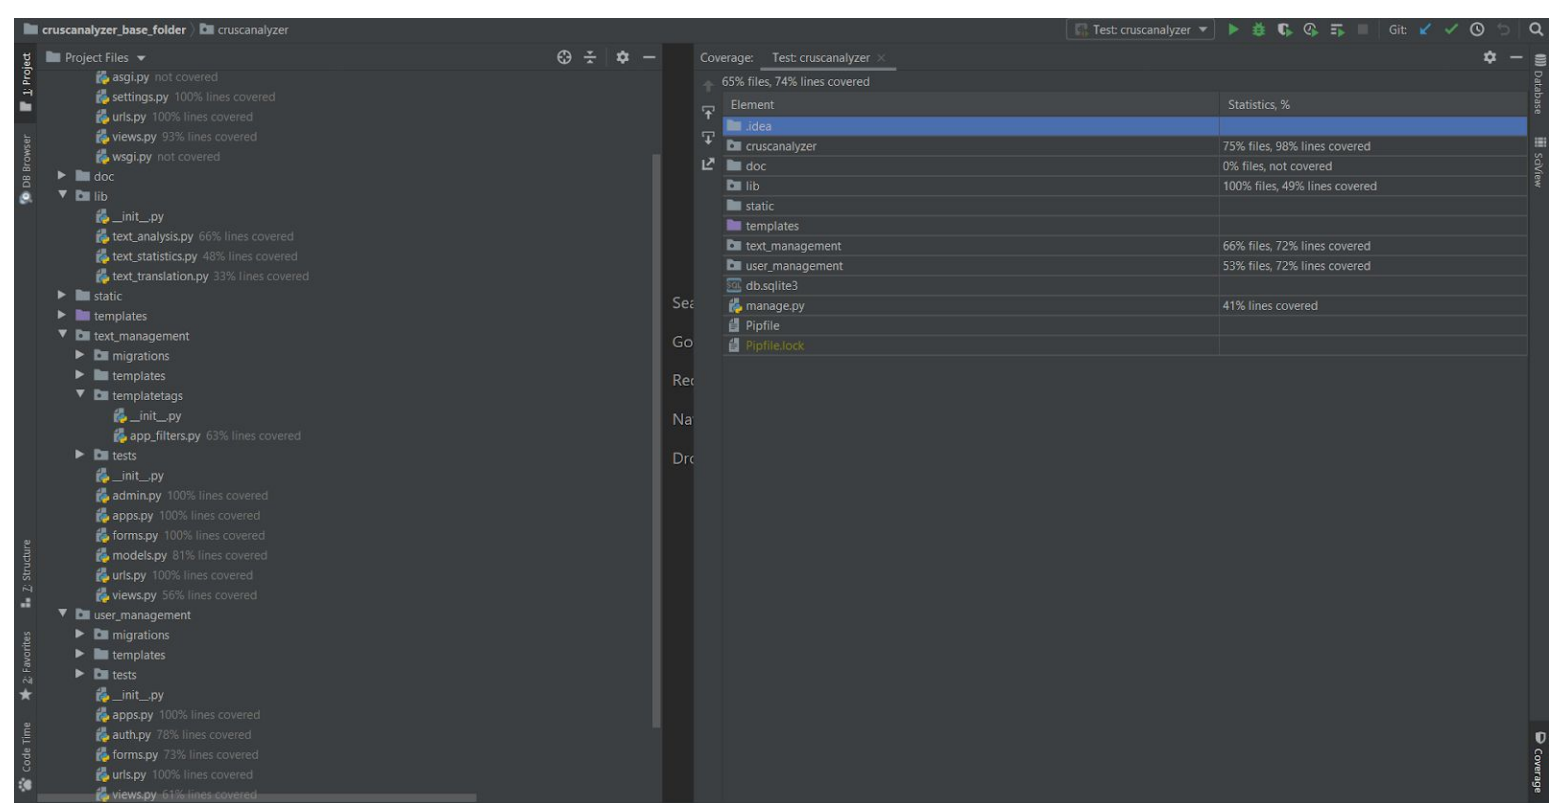 cruscanalyzer_base_folder cruscanalyzer
Test: cruscanalyzer
Git:
1: Project
DB Browser
Z: Structure
2: Favorites
Code Time
Project Files
asgi.py not covered
settings.py 100% lines covered
urls.py 100% lines covered
views.py 93% lines covered
wsgi.py not covered
doc
lib
__init__.py
text_analysis.py 66% lines covered
text_statistics.py 48% lines covered
text_translation.py 33% lines covered
static
templates
text_management
migrations
templates
templatetags
__init__.py
app_filters.py 63% lines covered
tests
__init__.py
admin.py 100% lines covered
apps.py 100% lines covered
forms.py 100% lines covered
models.py 81% lines covered
urls.py 100% lines covered
views.py 56% lines covered
user_management
migrations
templates
tests
__init__.py
apps.py 100% lines covered
auth.py 78% lines covered
forms.py 73% lines covered
urls.py 100% lines covered
views.py 61% lines covered
Sea
Go
Rec
Na
Dro
Coverage: Test: cruscanalyzer
65% files, 74% lines covered
Element Statistics, %
.idea
cruscanalyzer 75% files, 98% lines covered
doc 0% files, not covered
lib 100% files, 49% lines covered
static
templates
text_management 66% files, 72% lines covered
user_management 53% files, 72% lines covered
SQL db.sqlite3
manage.py 41% lines covered
Pipfile
Pipfile.lock
Database
SciView
Coverage